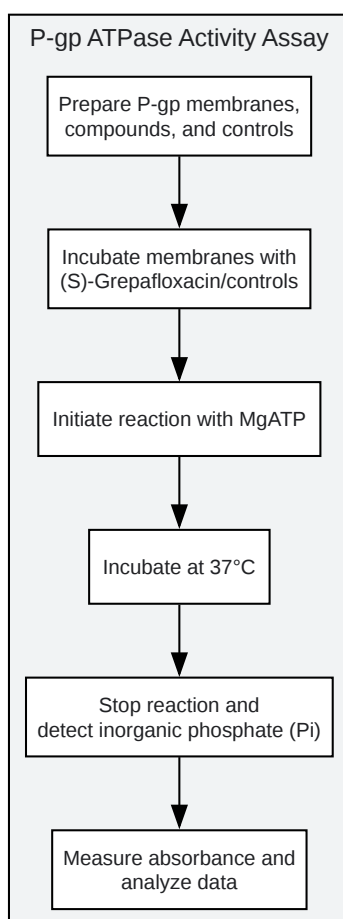 P-gp ATPase Activity Assay
Prepare P-gp membranes,
compounds, and controls
Incubate membranes with
(S)-Grepafloxacin/controls
Initiate reaction with MgATP
Incubate at 37°C
Stop reaction and
detect inorganic phosphate (Pi)
Measure absorbance and
analyze data